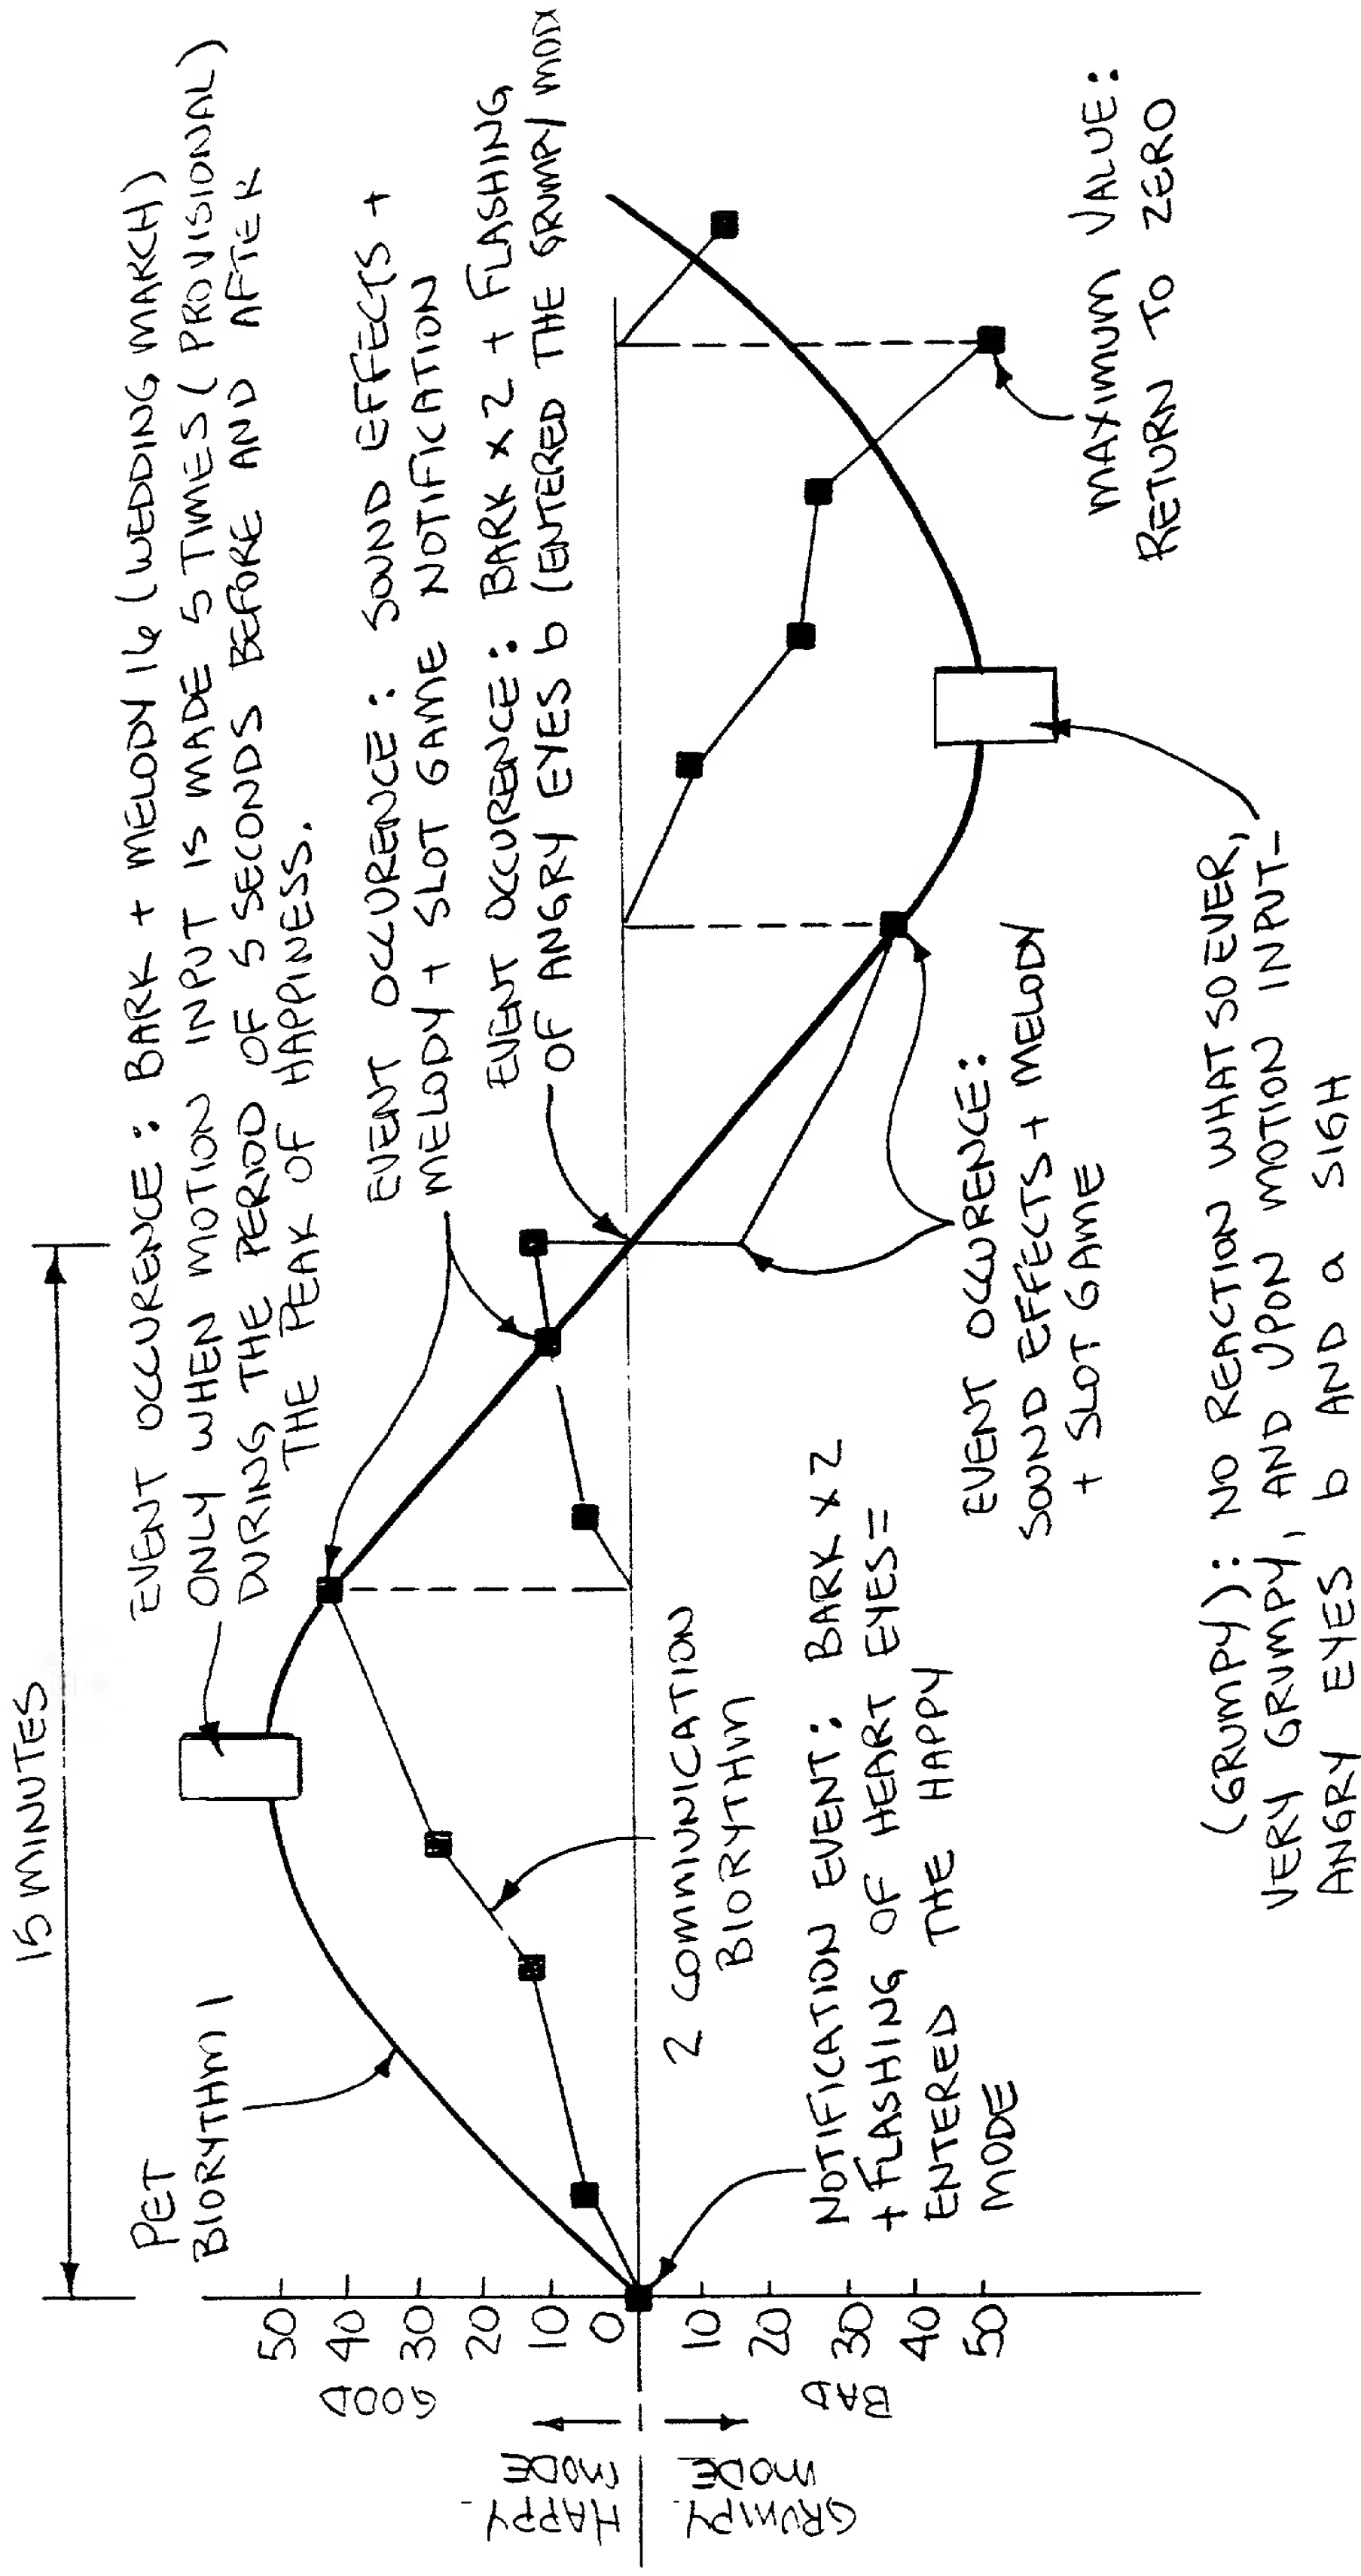 15 MINUTES
EVENT OCCURENCE: BARK + MELODY 16 (WEDDING MARCH)
ONLY WHEN MOTION INPUT IS MADE 5 TIMES (PROVISIONAL)
DURING THE PERIOD OF 5 SECONDS BEFORE AND AFTER
THE PEAK OF HAPPINESS.
PET
BIORYTHM 1
EVENT OCCURENCE: SOUND EFFECTS +
MELODY + SLOT GAME NOTIFICATION
EVENT OCCURENCE: BARK X 2 + FLASHING
OF ANGRY EYES b (ENTERED THE GRUMPY MODE
50
40
30
20
10
0
10
20
30
40
50
GOOD
BAD
HAPPY
MODE
GRUMPY
MODE
2 COMMUNICATION
BIORYTHM
NOTIFICATION EVENT: BARK X 2
+ FLASHING OF HEART EYES=
ENTERED THE HAPPY
MODE
EVENT OCCURENCE:
SOUND EFFECTS + MELODY
+ SLOT GAME
MAXIMUM VALUE:
RETURN TO ZERO
(GRUMPY): NO REACTION WHAT SO EVER,
VERY GRUMPY, AND UPON MOTION INPUT-
ANGRY EYES b AND a SIGH